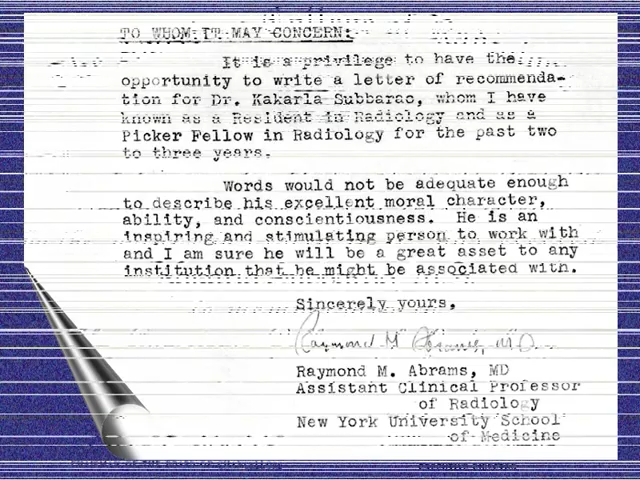 TO WHOM IT MAY CONCERN:
It is a privilege to have the
opportunity to write a letter of recommenda-
tion for Dr. Kakarla Subbarao, whom I have
known as a Resident in Radiology and as a
Picker Fellow in Radiology for the past two
to three years.
Words would not be adequate enough
to describe his excellent moral character,
ability, and conscientiousness. He is an
inspiring and stimulating person to work with
and I am sure he will be a great asset to any
institution that he might be associated with.
Sincerely yours,
Raymond M Abrams, M.D.
Raymond M. Abrams, MD
Assistant Clinical Professor
of Radiology
New York University School
of Medicine